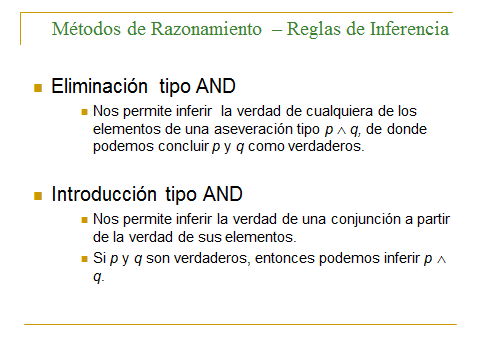 Métodos de Razonamiento – Reglas de Inferencia
Eliminación tipo AND
Nos permite inferir la verdad de cualquiera de los
elementos de una aseveración tipo p ∧ q, de donde
podemos concluir p y q como verdaderos.
Introducción tipo AND
Nos permite inferir la verdad de una conjunción a partir
de la verdad de sus elementos.
Si p y q son verdaderos, entonces podemos inferir p ∧
q.